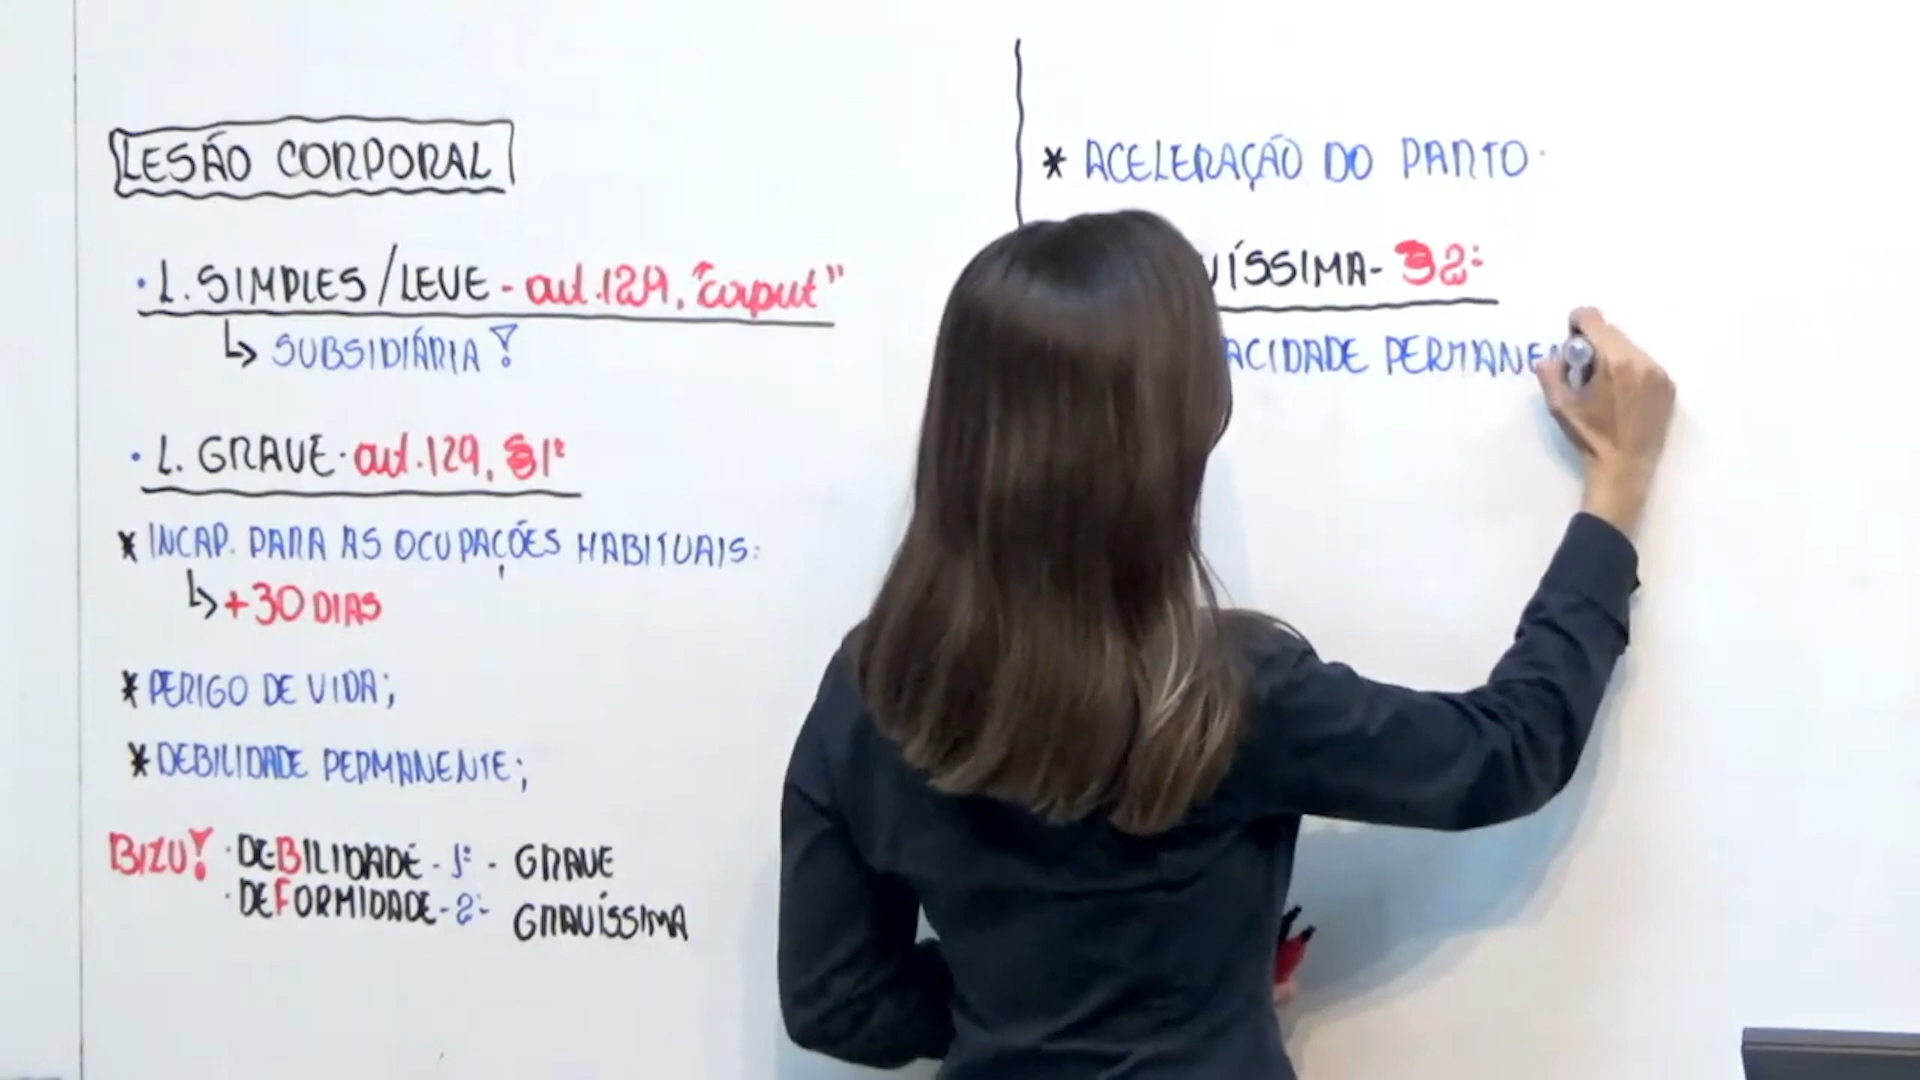 LESÃO CORPORAL
• L. SIMPLES/LEVE - art.129, "caput"
↳ SUBSIDIÁRIA!
• L. GRAVE - art.129, §1º
* INCAP. PARA AS OCUPAÇÕES HABITUAIS:
↳ +30 DIAS
* PERIGO DE VIDA;
* DEBILIDADE PERMANENTE;
BIZU! • DEBILIDADE - 1º - GRAVE
• DEFORMIDADE - 2º - GRAVÍSSIMA
* ACELERAÇÃO DO PARTO.
VÍSSIMA - §2º
ACIDADE PERMANE